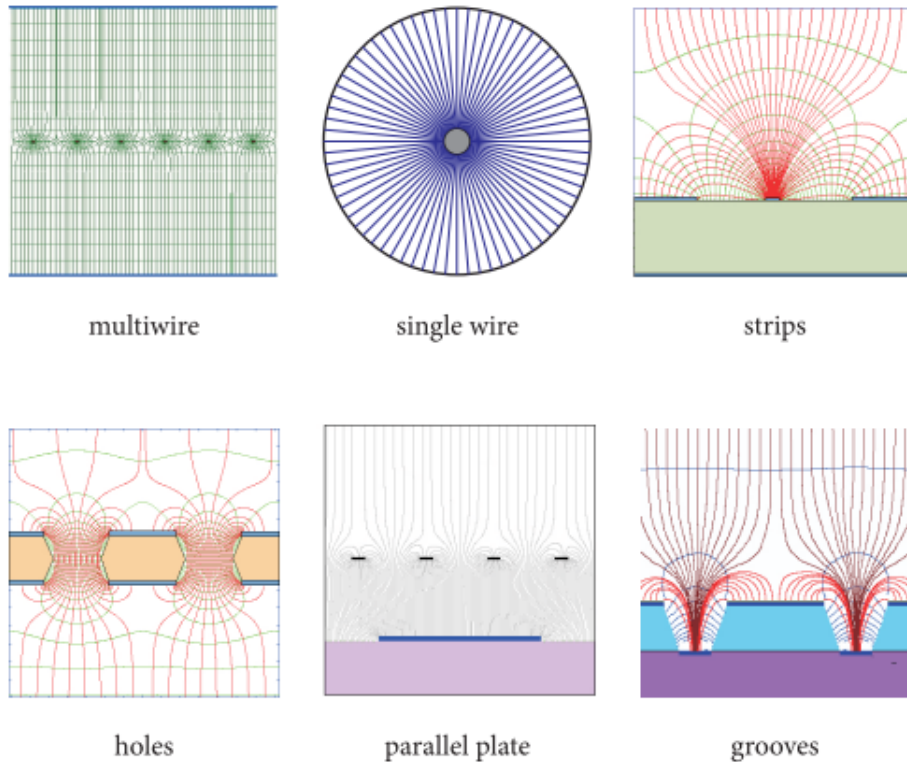 multiwire
single wire
strips
holes
parallel plate
grooves